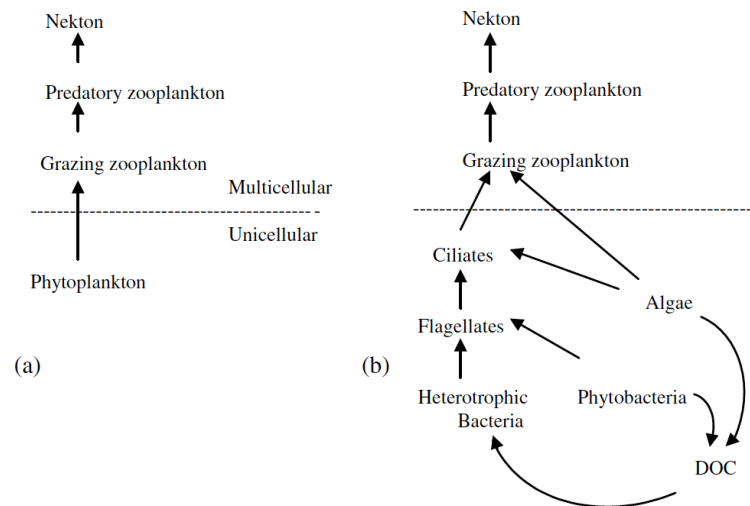 Nekton
Predatory zooplankton
Grazing zooplankton
Multicellular
Unicellular
Phytoplankton
(a)
Nekton
Predatory zooplankton
Grazing zooplankton
Ciliates
Algae
Flagellates
(b)
Heterotrophic
Bacteria
Phytobacteria
DOC